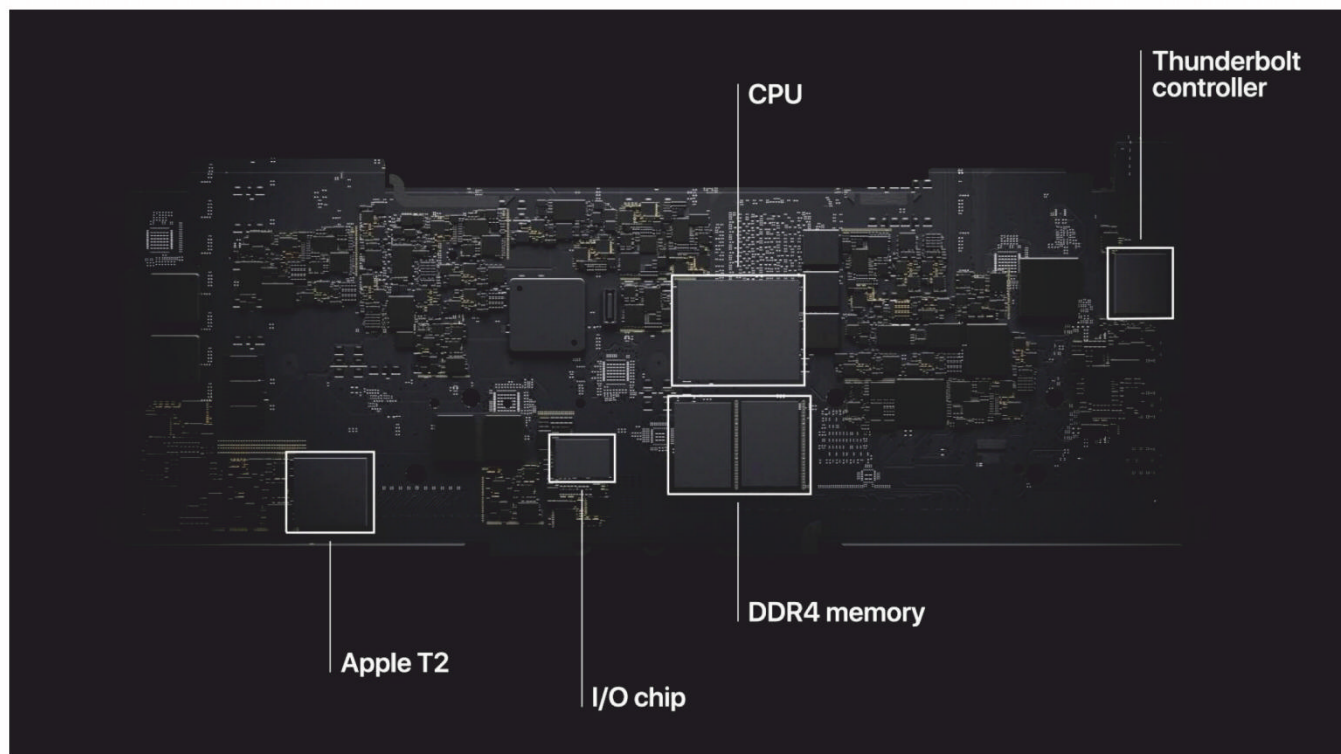 Thunderbolt
controller
CPU
DDR4 memory
Apple T2
I/O chip